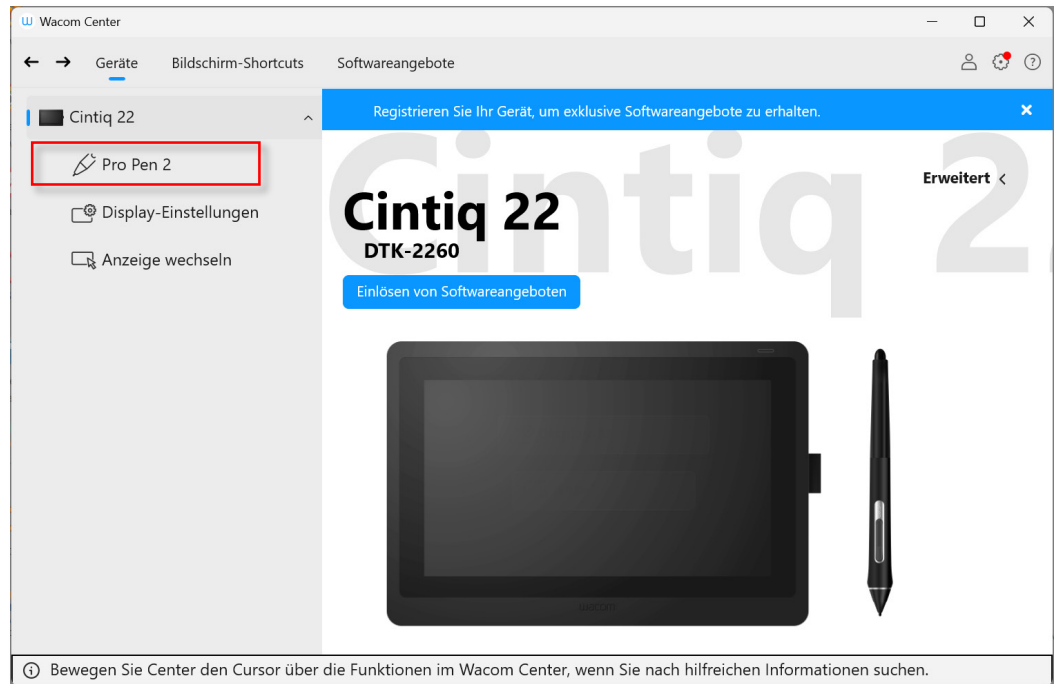 Wacom Center
Geräte Bildschirm-Shortcuts Softwareangebote
Registrieren Sie Ihr Gerät, um exklusive Softwareangebote zu erhalten.
Cintiq 22
Pro Pen 2
Display-Einstellungen
Anzeige wechseln
Cintiq 2
Erweitert
Cintiq 22
DTK-2260
Einlösen von Softwareangeboten
wacom
Bewegen Sie Center den Cursor über die Funktionen im Wacom Center, wenn Sie nach hilfreichen Informationen suchen.